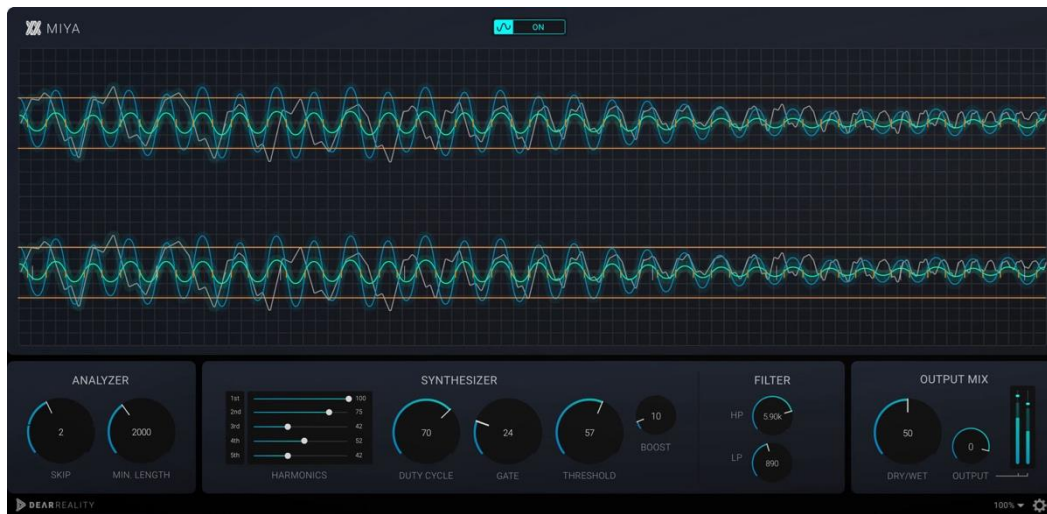 MIYA
ON
ANALYZER
2
SKIP
2000
MIN. LENGTH
SYNTHESIZER
1st 100
2nd 75
3rd 42
4th 52
5th 42
HARMONICS
70
DUTY CYCLE
24
GATE
57
THRESHOLD
10
BOOST
FILTER
HP 5.90k
LP 890
OUTPUT MIX
50
DRY/WET
0
OUTPUT
DEARREALITY
100%